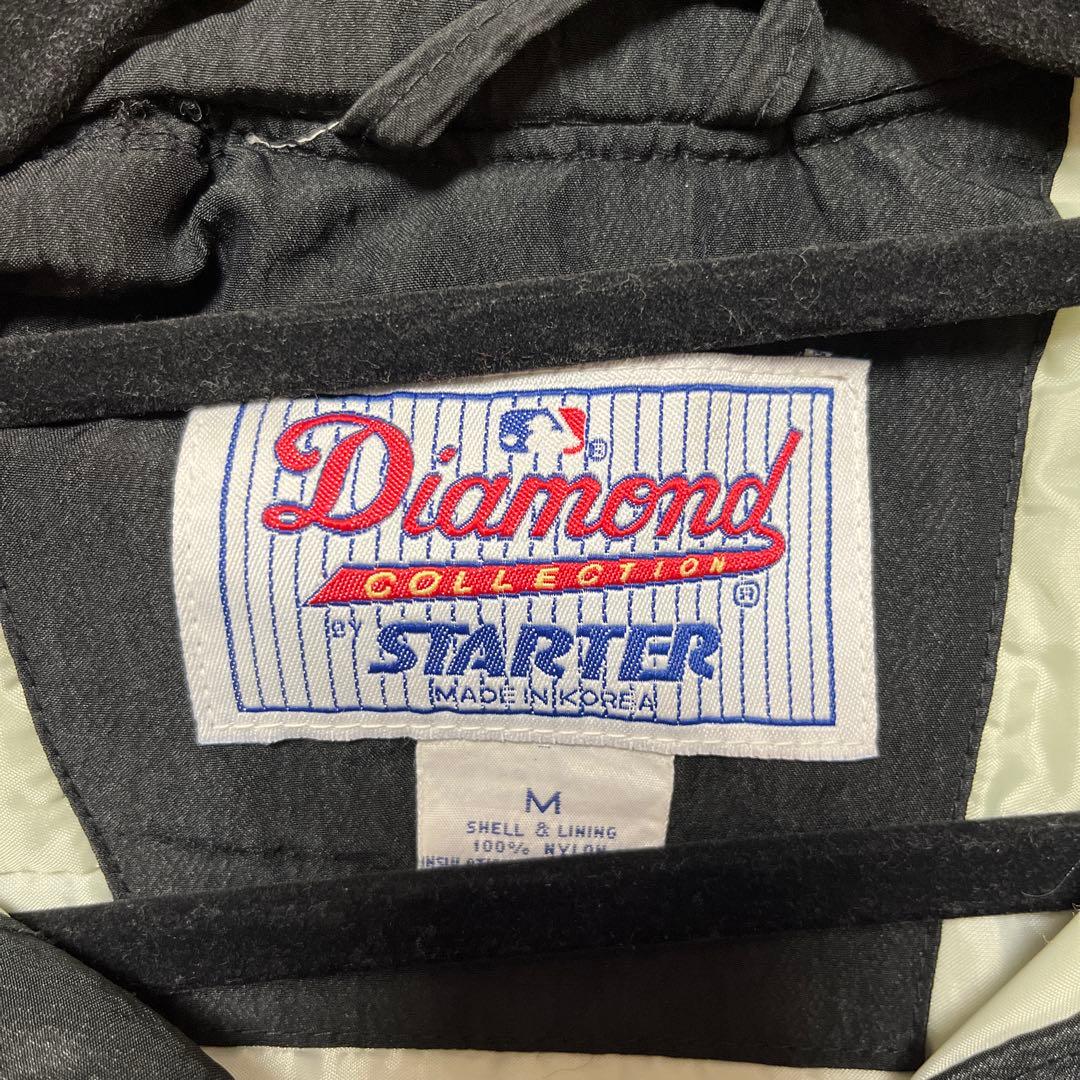 Diamond ®
COLLECTION ®
BY STARTER
MADE IN KOREA
M
SHELL & LINING
100% NYLON